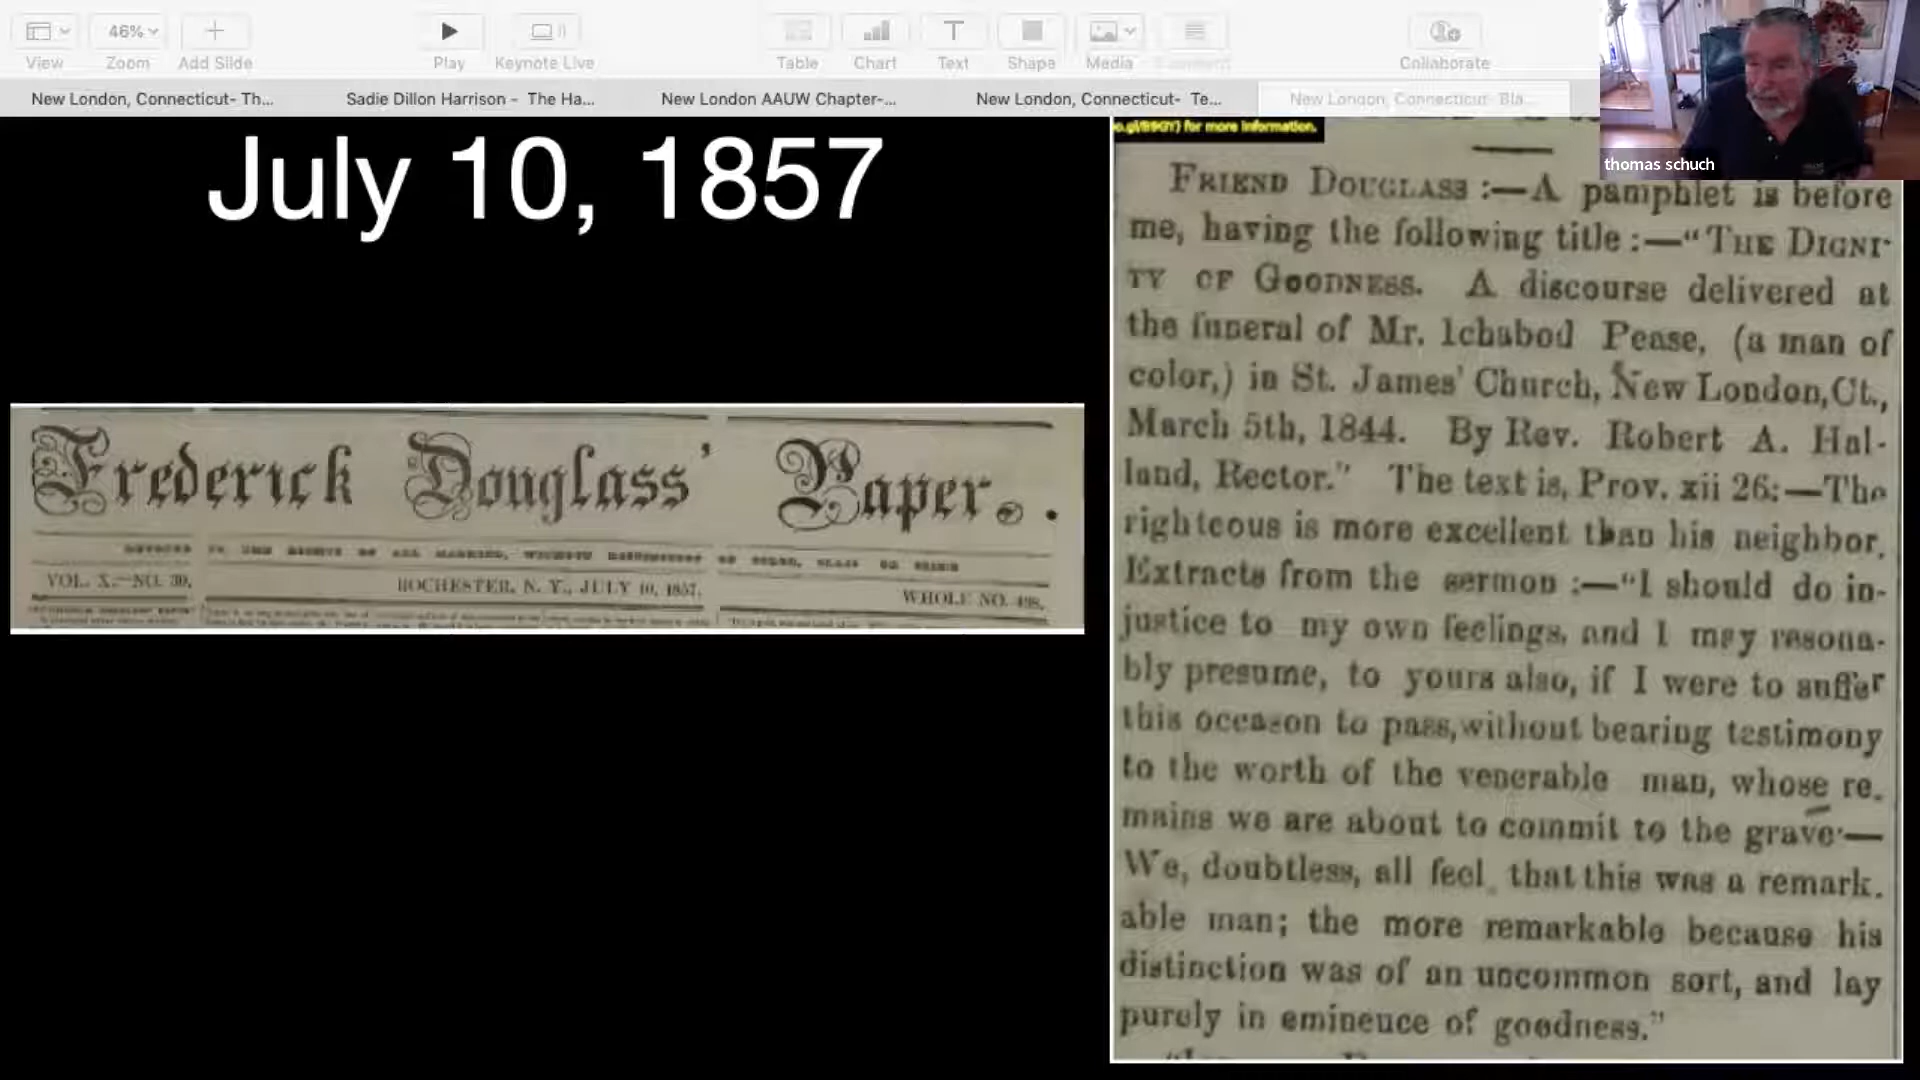 View
46%
Zoom
Add Slide
Play
Keynote Live
Table
Chart
Text
Shape
Media
Collaborate
New London, Connecticut- Th...
Sadie Dillon Harrison - The Ha...
New London AAUW Chapter-...
New London, Connecticut- Te...
New London, Connecticut- Bla...
thomas schuch
July 10, 1857
Frederick Douglass' Paper.
VOL. X.—NO. 30.
ROCHESTER, N. Y., JULY 10, 1857.
WHOLE NO. 498.
for more information.
FRIEND DOUGLASS :—A pamphlet is before
me, having the following title :—“THE DIGNI-
TY OF GOODNESS. A discourse delivered at
the funeral of Mr. Ichabod Pease, (a man of
color,) in St. James' Church, New London, Ct.,
March 5th, 1844. By Rev. Robert A. Hal-
land, Rector.” The text is, Prov. xii 26:—The
righteous is more excellent than his neighbor.
Extracts from the sermon :—“I should do in-
justice to my own feelings, and I may resona-
bly presume, to yours also, if I were to suffer
this occason to pass, without bearing testimony
to the worth of the venerable man, whose re-
mains we are about to commit to the grave—
We, doubtless, all feel that this was a remark-
able man; the more remarkable because his
distinction was of an uncommon sort, and lay
purely in eminence of goodness.”